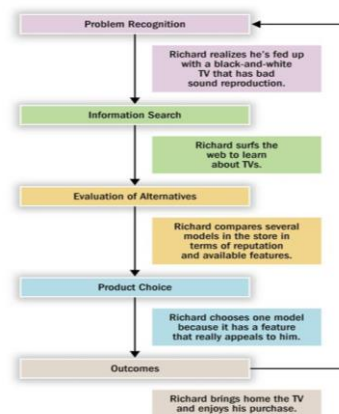 Problem Recognition
Richard realizes he's fed up
with a black-and-white
TV that has bad
sound reproduction.
Information Search
Richard surfs the
web to learn
about TVs.
Evaluation of Alternatives
Richard compares several
models in the store in
terms of reputation
and available features.
Product Choice
Richard chooses one model
because it has a feature
that really appeals to him.
Outcomes
Richard brings home the TV
and enjoys his purchase.